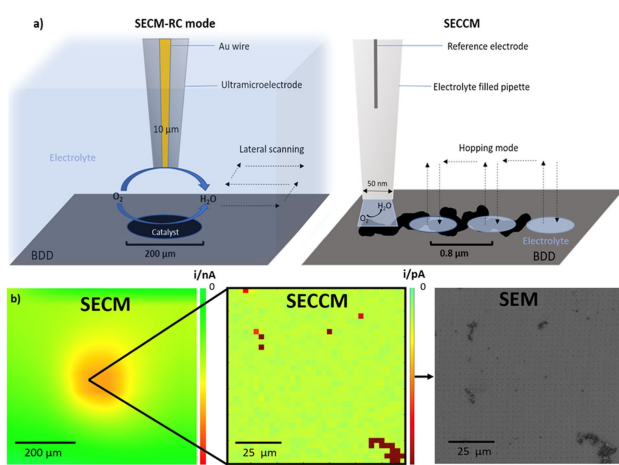 a)
SECM-RC mode
SECCM
Au wire
Reference electrode
Ultramicroelectrode
Electrolyte filled pipette
10 µm
Electrolyte
Lateral scanning
Hopping mode
50 nm
O₂
H₂O
O₂
H₂O
Catalyst
Electrolyte
BDD
200 µm
0.8 µm
BDD
b)
i/nA
i/pA
SECM
0
SECCM
0
SEM
200 µm
25 µm
25 µm